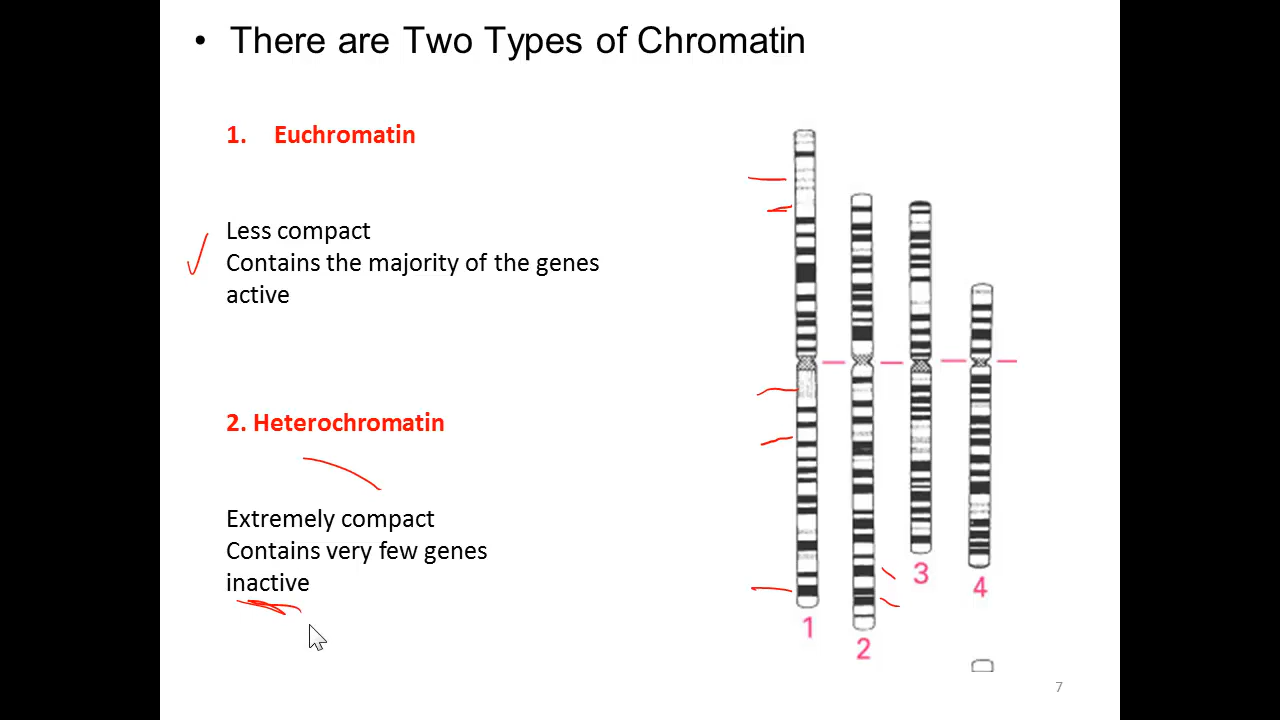 • There are Two Types of Chromatin
1. Euchromatin
Less compact
Contains the majority of the genes
active
2. Heterochromatin
Extremely compact
Contains very few genes
inactive
1
2
3
4
7